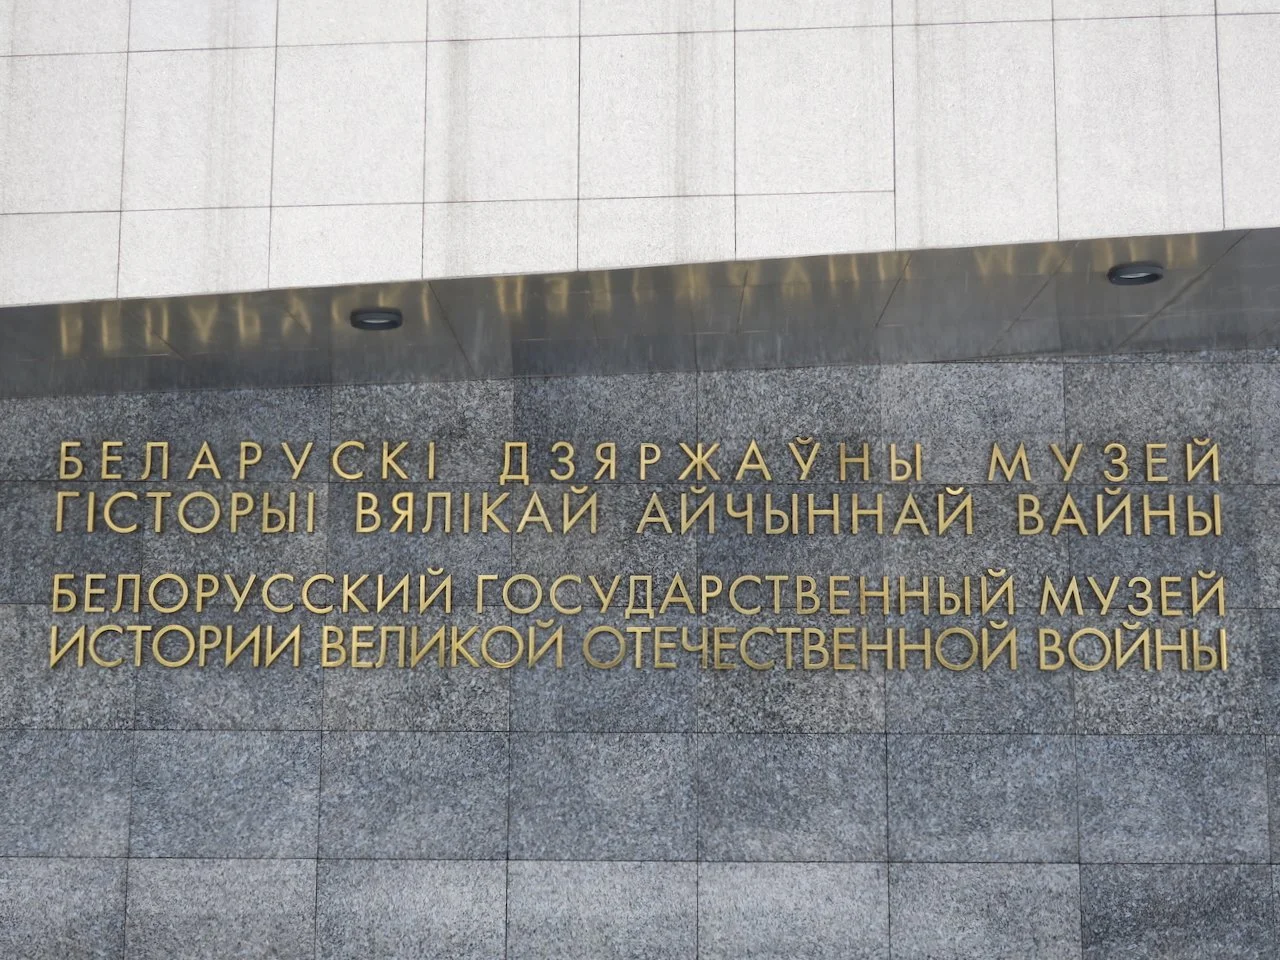 БЕЛАРУСКІ ДЗЯРЖАЎНЫ МУЗЕЙ
ГІСТОРЫІ ВЯЛІКАЙ АЙЧЫННАЙ ВАЙНЫ
БЕЛОРУССКИЙ ГОСУДАРСТВЕННЫЙ МУЗЕЙ
ИСТОРИИ ВЕЛИКОЙ ОТЕЧЕСТВЕННОЙ ВОЙНЫ